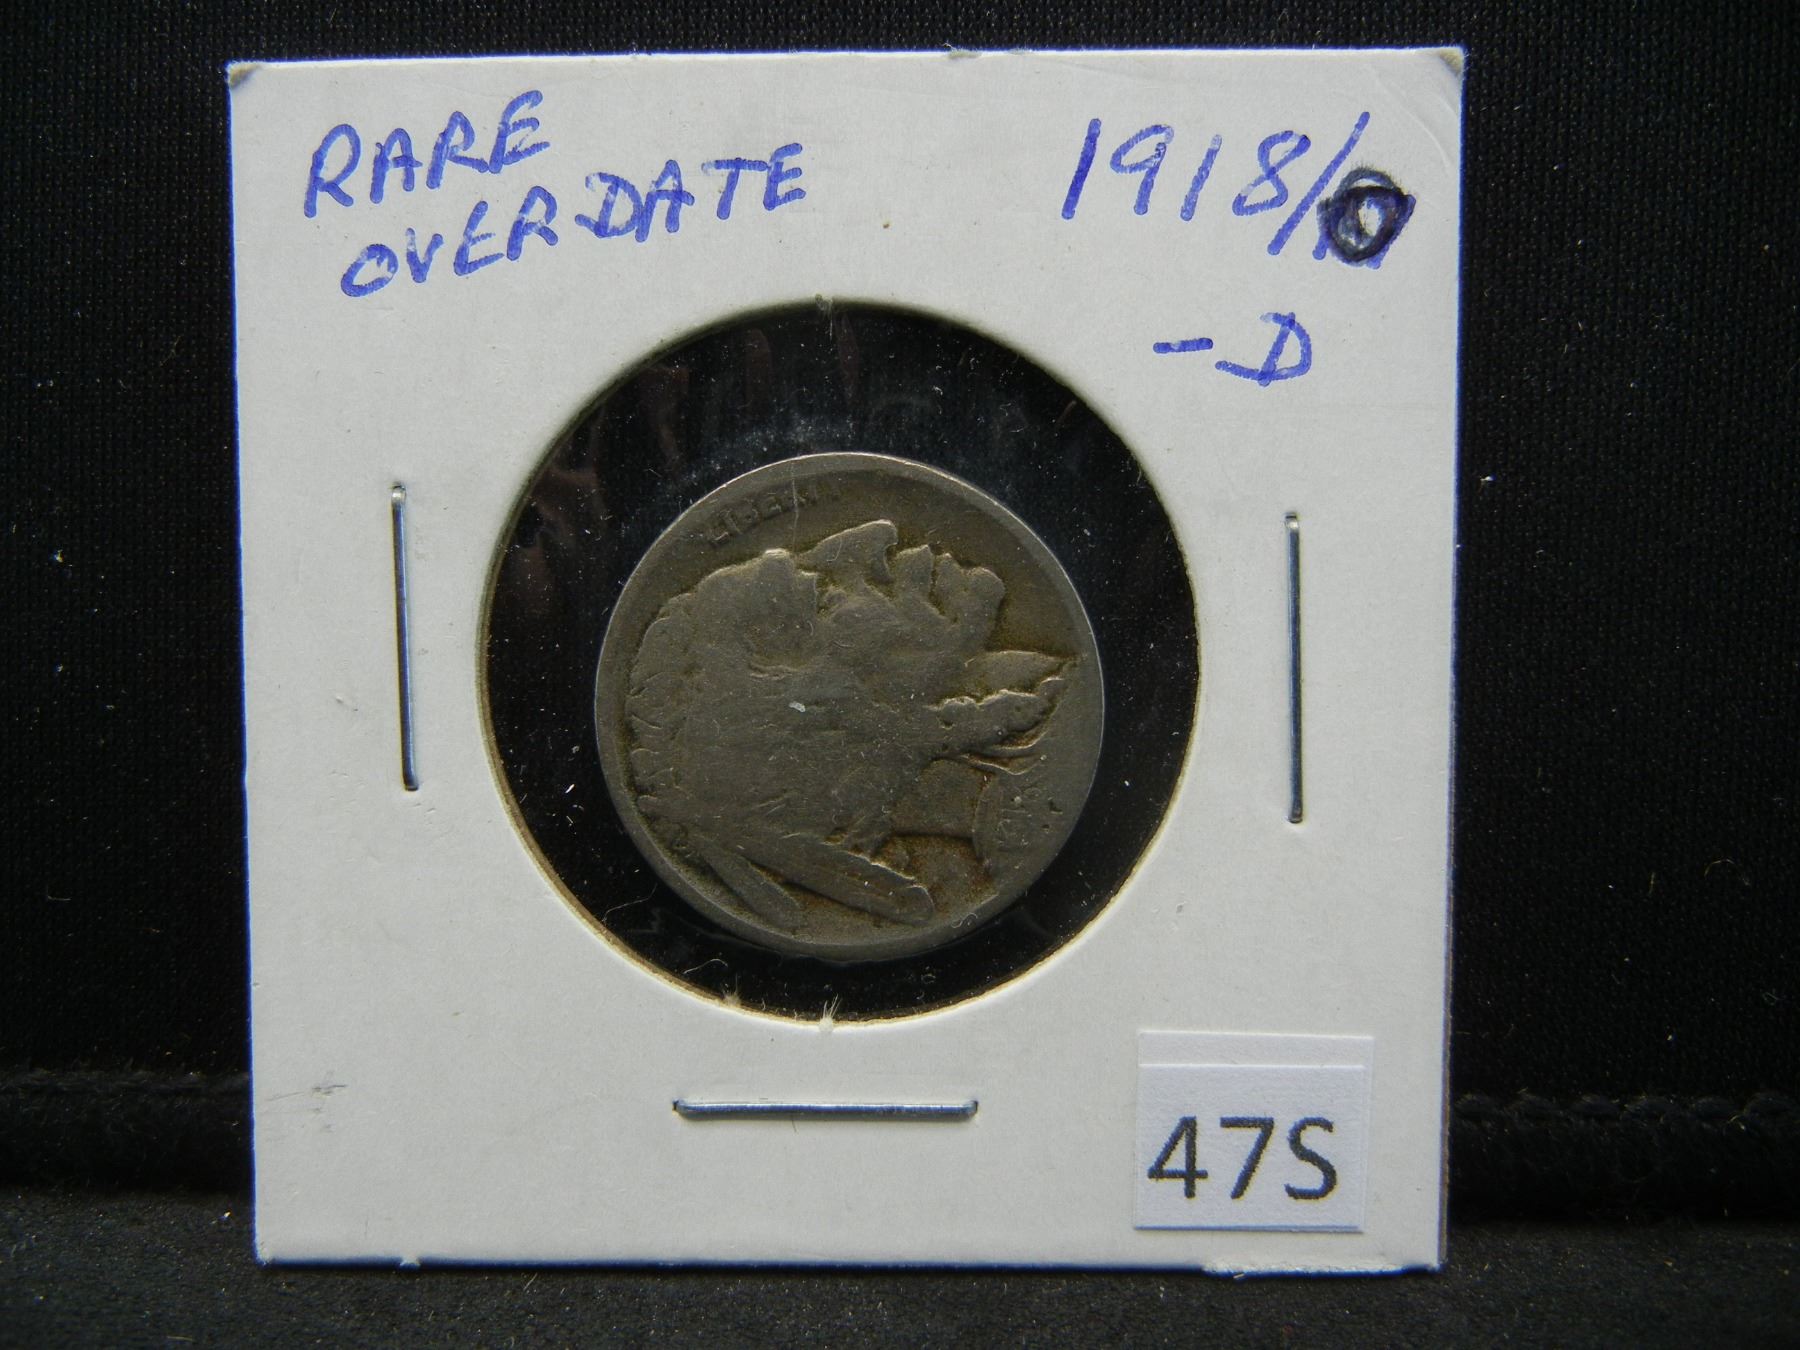 RARE
OVERDATE
1918/
-D
LIBERTY
47S